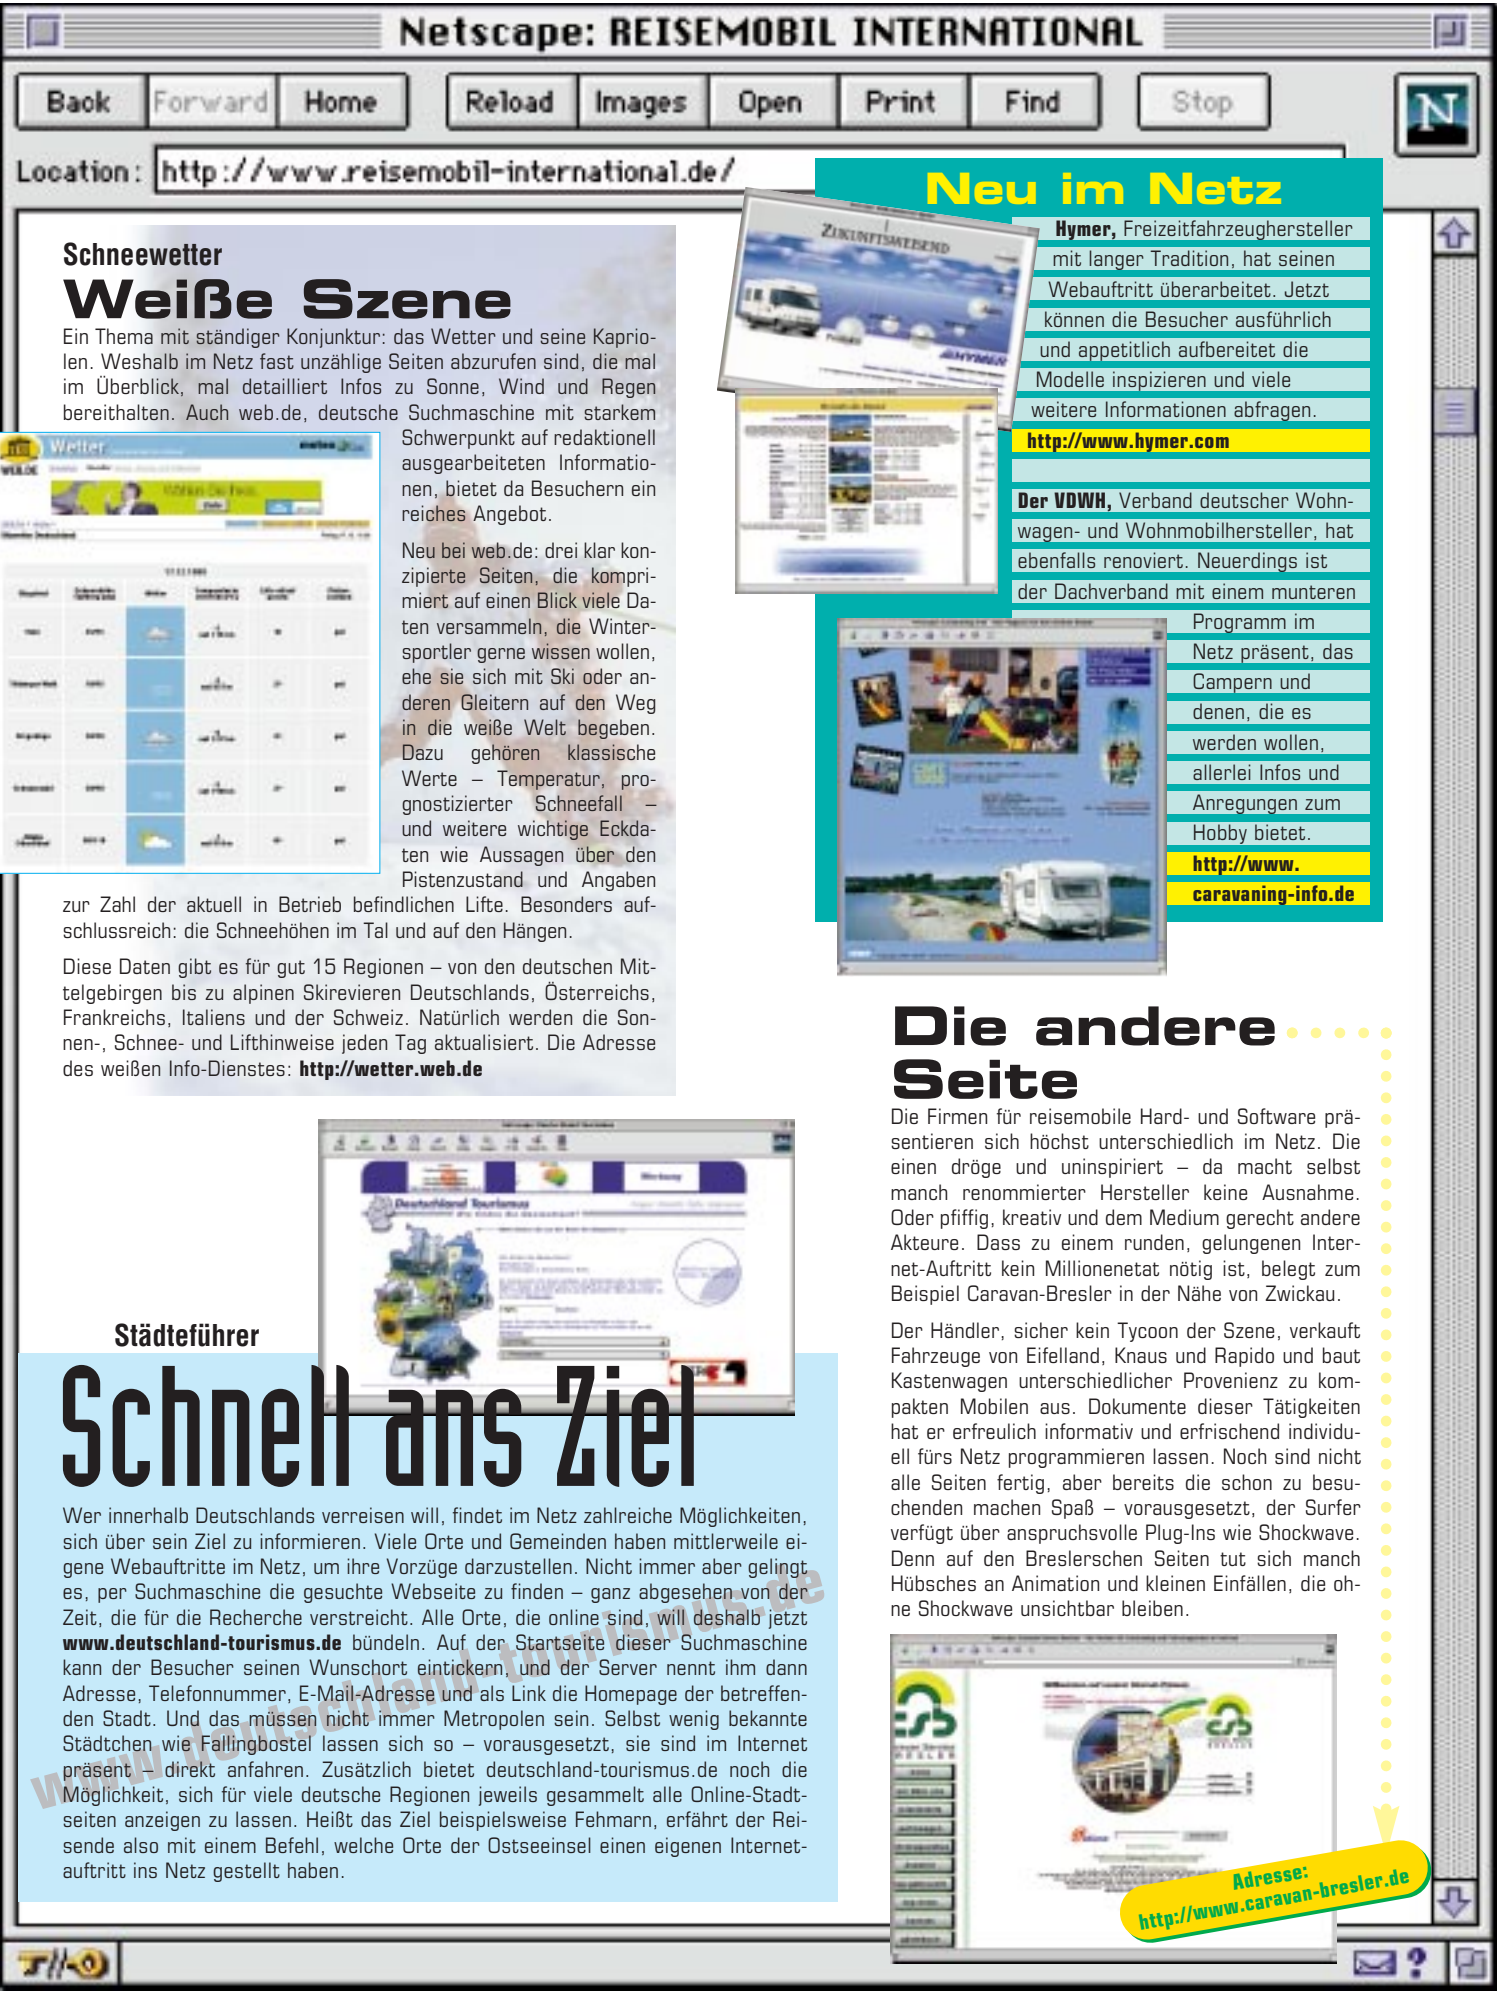 Netscape: REISEMOBIL INTERNATIONAL
Back Forward Home Reload Images Open Print Find Stop
N
Location: http://www.reisemobil-international.de/
Schneewetter
Weiße Szene
Ein Thema mit ständiger Konjunktur: das Wetter und seine Kaprio-
len. Weshalb im Netz fast unzählige Seiten abzurufen sind, die mal
im Überblick, mal detailliert Infos zu Sonne, Wind und Regen
bereithalten. Auch web.de, deutsche Suchmaschine mit starkem
Schwerpunkt auf redaktionell
ausgearbeiteten Informatio-
nen, bietet da Besuchern ein
reiches Angebot.
Neu bei web.de: drei klar kon-
zipierte Seiten, die kompri-
miert auf einen Blick viele Da-
ten versammeln, die Winter-
sportler gerne wissen wollen,
ehe sie sich mit Ski oder an-
deren Gleitern auf den Weg
in die weiße Welt begeben.
Dazu gehören klassische
Werte – Temperatur, pro-
gnostizierter Schneefall –
und weitere wichtige Eckda-
ten wie Aussagen über den
Pistenzustand und Angaben
zur Zahl der aktuell in Betrieb befindlichen Lifte. Besonders auf-
schlussreich: die Schneehöhen im Tal und auf den Hängen.
Diese Daten gibt es für gut 15 Regionen – von den deutschen Mit-
telgebirgen bis zu alpinen Skirevieren Deutschlands, Österreichs,
Frankreichs, Italiens und der Schweiz. Natürlich werden die Son-
nen-, Schnee- und Lifthinweise jeden Tag aktualisiert. Die Adresse
des weißen Info-Dienstes: http://wetter.web.de
Wetter
WEB.DE
Neu im Netz
ZUKUNFTSWEISEND
HYMER
Hymer, Freizeitfahrzeughersteller
mit langer Tradition, hat seinen
Webauftritt überarbeitet. Jetzt
können die Besucher ausführlich
und appetitlich aufbereitet die
Modelle inspizieren und viele
weitere Informationen abfragen.
http://www.hymer.com
Der VDWH, Verband deutscher Wohn-
wagen- und Wohnmobilhersteller, hat
ebenfalls renoviert. Neuerdings ist
der Dachverband mit einem munteren
Programm im
Netz präsent, das
Campern und
denen, die es
werden wollen,
allerlei Infos und
Anregungen zum
Hobby bietet.
http://www.
caravaning-info.de
Die andere
Seite
Die Firmen für reisemobile Hard- und Software prä-
sentieren sich höchst unterschiedlich im Netz. Die
einen dröge und uninspiriert – da macht selbst
manch renommierter Hersteller keine Ausnahme.
Oder pfiffig, kreativ und dem Medium gerecht andere
Akteure. Dass zu einem runden, gelungenen Inter-
net-Auftritt kein Millionenetat nötig ist, belegt zum
Beispiel Caravan-Bresler in der Nähe von Zwickau.
Der Händler, sicher kein Tycoon der Szene, verkauft
Fahrzeuge von Eifelland, Knaus und Rapido und baut
Kastenwagen unterschiedlicher Provenienz zu kom-
pakten Mobilen aus. Dokumente dieser Tätigkeiten
hat er erfreulich informativ und erfrischend individu-
ell fürs Netz programmieren lassen. Noch sind nicht
alle Seiten fertig, aber bereits die schon zu besu-
chenden machen Spaß – vorausgesetzt, der Surfer
verfügt über anspruchsvolle Plug-Ins wie Shockwave.
Denn auf den Breslerschen Seiten tut sich manch
Hübsches an Animation und kleinen Einfällen, die oh-
ne Shockwave unsichtbar bleiben.
Adresse:
http://www.caravan-bresler.de
Deutschland Tourismus
Werbung
Städteführer
Schnell ans Ziel
Wer innerhalb Deutschlands verreisen will, findet im Netz zahlreiche Möglichkeiten,
sich über sein Ziel zu informieren. Viele Orte und Gemeinden haben mittlerweile ei-
gene Webauftritte im Netz, um ihre Vorzüge darzustellen. Nicht immer aber gelingt
es, per Suchmaschine die gesuchte Webseite zu finden – ganz abgesehen von der
Zeit, die für die Recherche verstreicht. Alle Orte, die online sind, will deshalb jetzt
www.deutschland-tourismus.de bündeln. Auf der Startseite dieser Suchmaschine
kann der Besucher seinen Wunschort eintickern, und der Server nennt ihm dann
Adresse, Telefonnummer, E-Mail-Adresse und als Link die Homepage der betreffen-
den Stadt. Und das müssen nicht immer Metropolen sein. Selbst wenig bekannte
Städtchen wie Fallingbostel lassen sich so – vorausgesetzt, sie sind im Internet
präsent – direkt anfahren. Zusätzlich bietet deutschland-tourismus.de noch die
Möglichkeit, sich für viele deutsche Regionen jeweils gesammelt alle Online-Stadt-
seiten anzeigen zu lassen. Heißt das Ziel beispielsweise Fehmarn, erfährt der Rei-
sende also mit einem Befehl, welche Orte der Ostseeinsel einen eigenen Internet-
auftritt ins Netz gestellt haben.
www.deutschland-tourismus.de